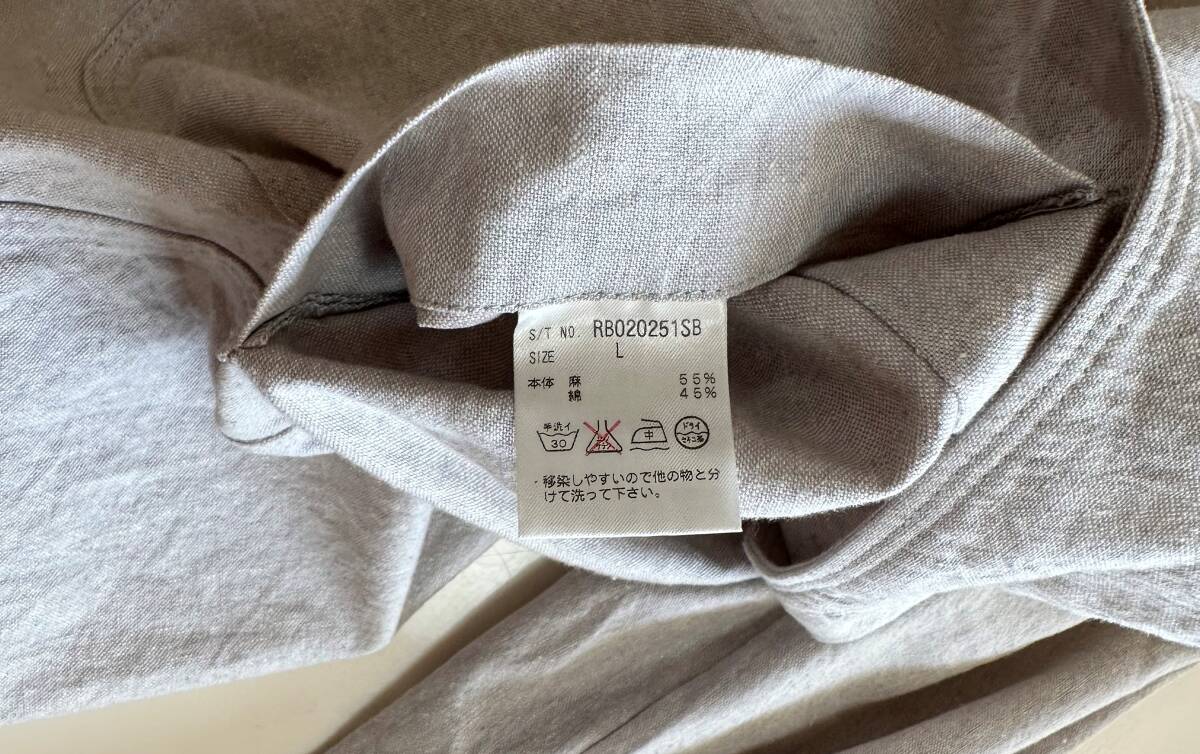 S/T NO. RB020251SB
SIZE L
本体 麻 55%
綿 45%
手洗イ 30 中 ドライ
・移染しやすいので他の物と分
けて洗って下さい。